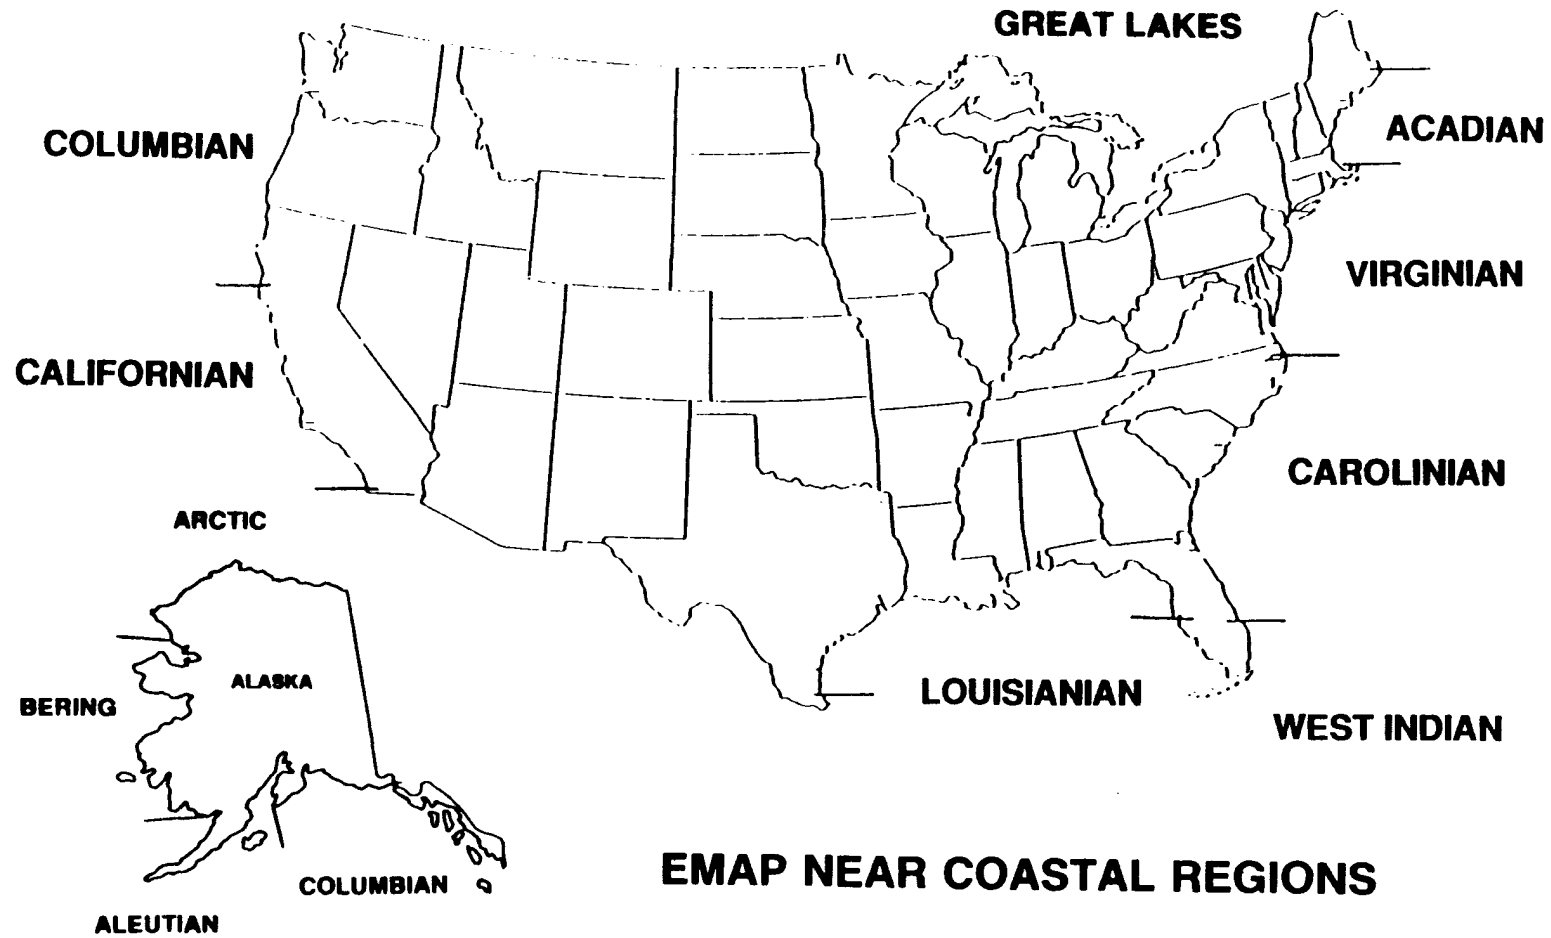 GREAT LAKES
COLUMBIAN
ACADIAN
VIRGINIAN
CALIFORNIAN
CAROLINIAN
ARCTIC
ALASKA
BERING
LOUISIANIAN
WEST INDIAN
EMAP NEAR COASTAL REGIONS
COLUMBIAN
ALEUTIAN